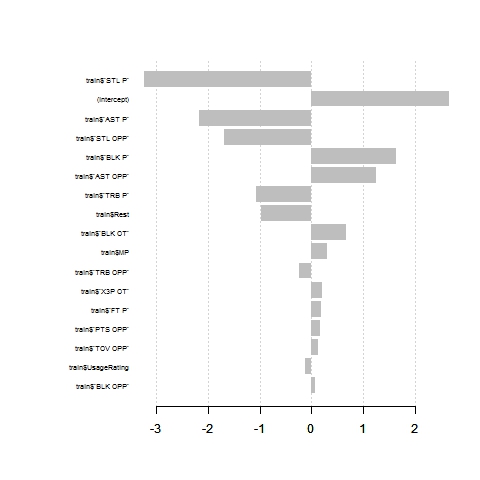 train$`STL P`
(Intercept)
train$`AST P`
train$`STL OPP`
train$`BLK P`
train$`AST OPP`
train$`TRB P`
train$Rest
train$`BLK OT`
train$MP
train$`TRB OPP`
train$`X3P OT`
train$`FT P`
train$`PTS OPP`
train$`TOV OPP`
train$UsageRating
train$`BLK OPP`
-3 -2 -1 0 1 2